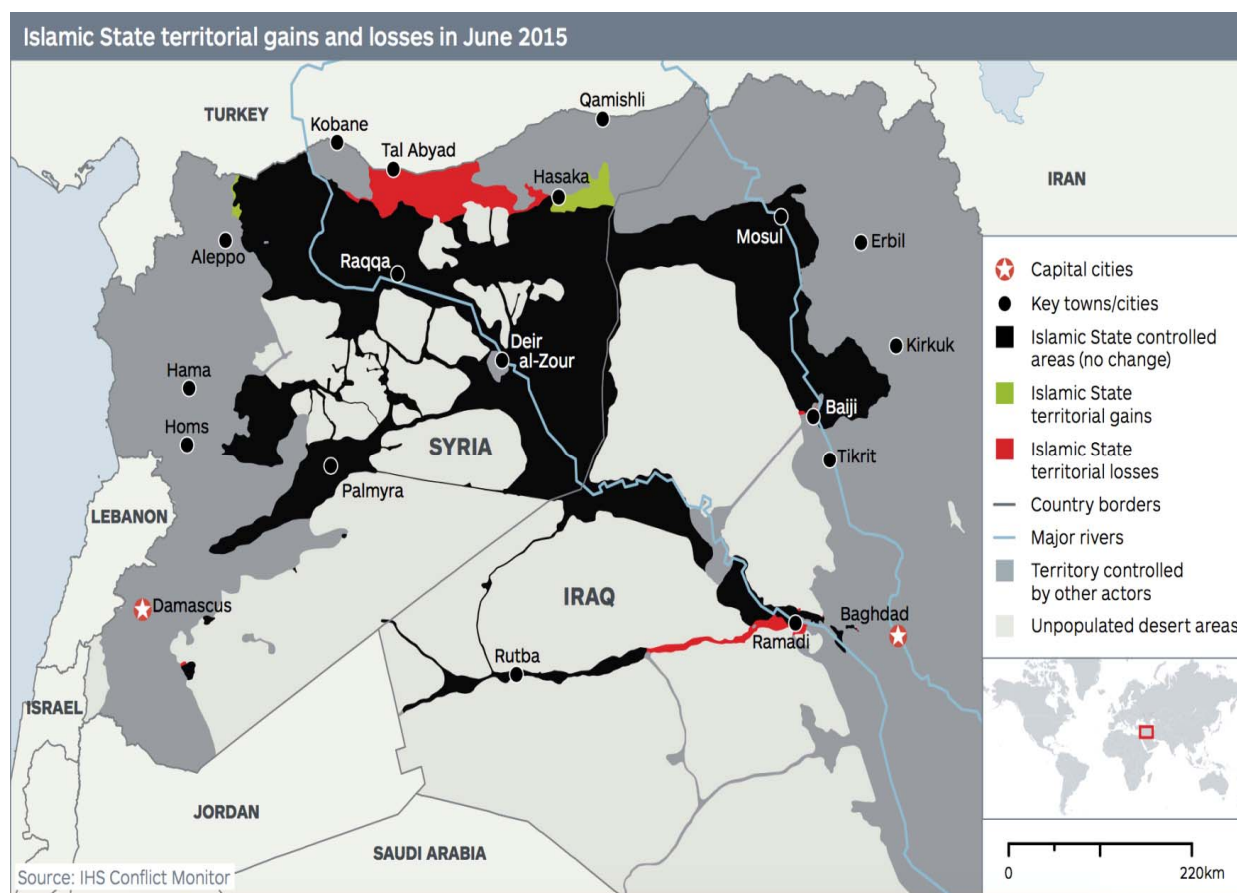 Islamic State territorial gains and losses in June 2015
TURKEY
Qamishli
Kobane
Tal Abyad
Hasaka
IRAN
Mosul
Erbil
Aleppo
Raqqa
Deir
al-Zour
Kirkuk
Hama
Baiji
Homs
SYRIA
Tikrit
Palmyra
LEBANON
IRAQ
Damascus
Baghdad
Ramadi
Rutba
ISRAEL
JORDAN
SAUDI ARABIA
Source: IHS Conflict Monitor
Capital cities
Key towns/cities
Islamic State controlled
areas (no change)
Islamic State
territorial gains
Islamic State
territorial losses
Country borders
Major rivers
Territory controlled
by other actors
Unpopulated desert areas
0
220km